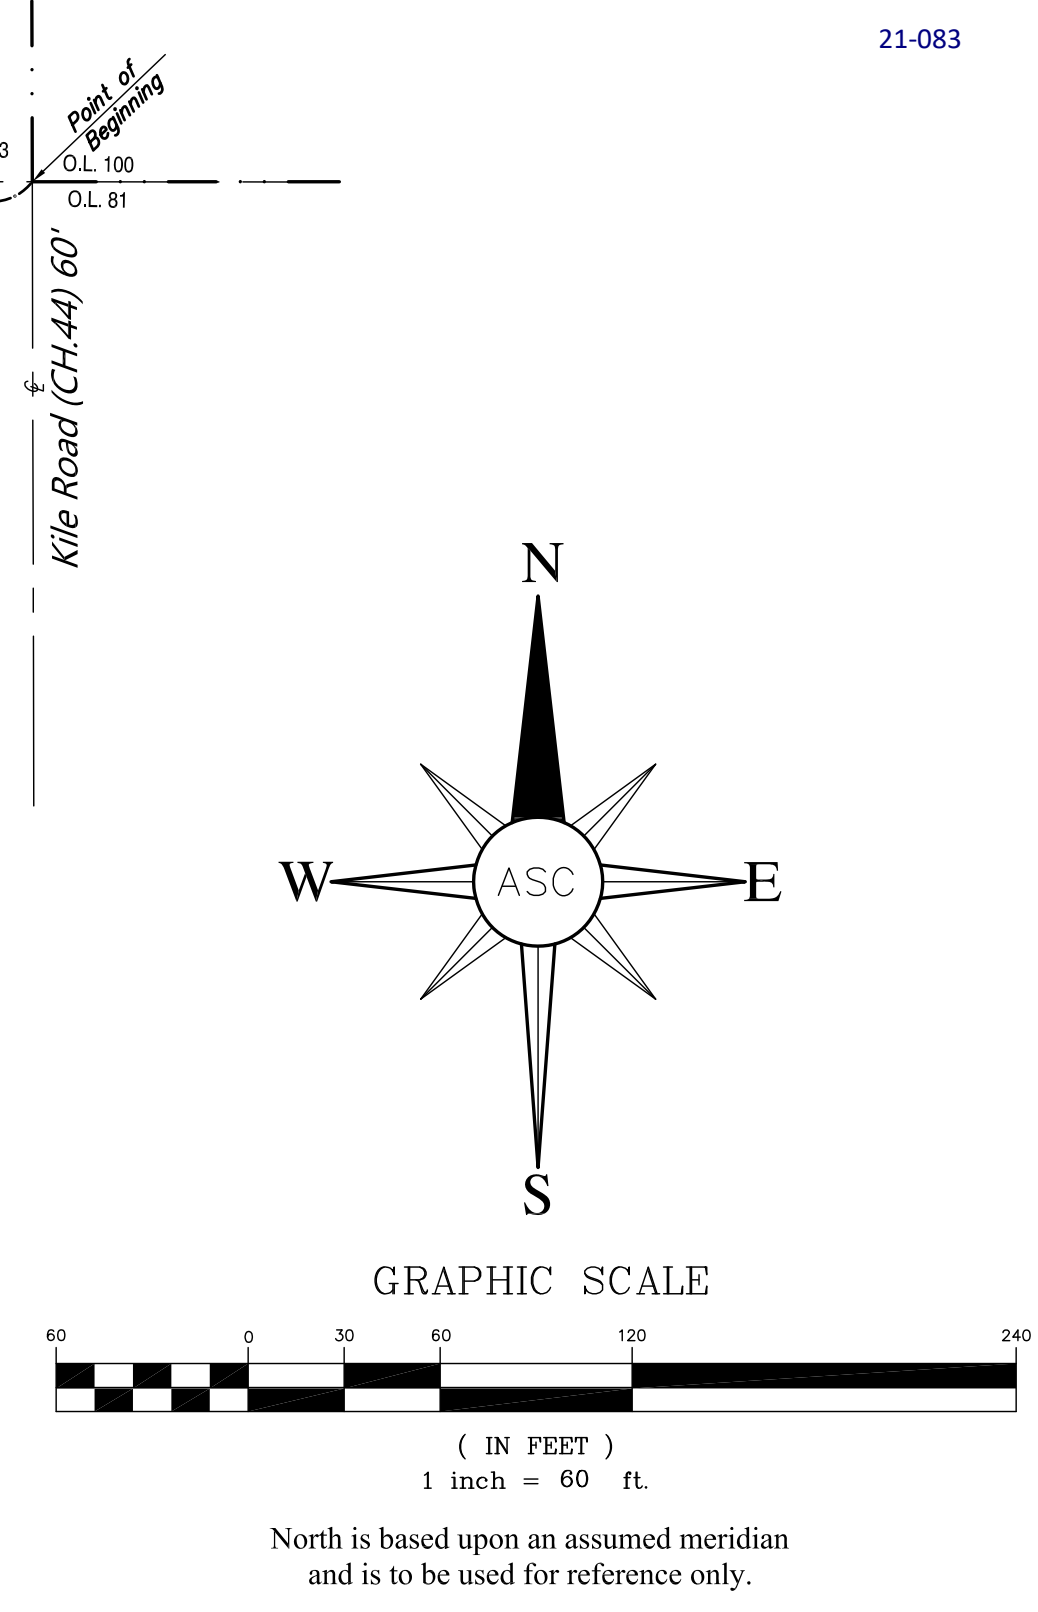 21-083
Point of
Beginning
3
O.L. 100
O.L. 81
Kile Road (CH.44) 60'
℄
N
W
ASC
E
S
GRAPHIC SCALE
60 0 30 60 120 240
( IN FEET )
1 inch = 60 ft.
North is based upon an assumed meridian
and is to be used for reference only.